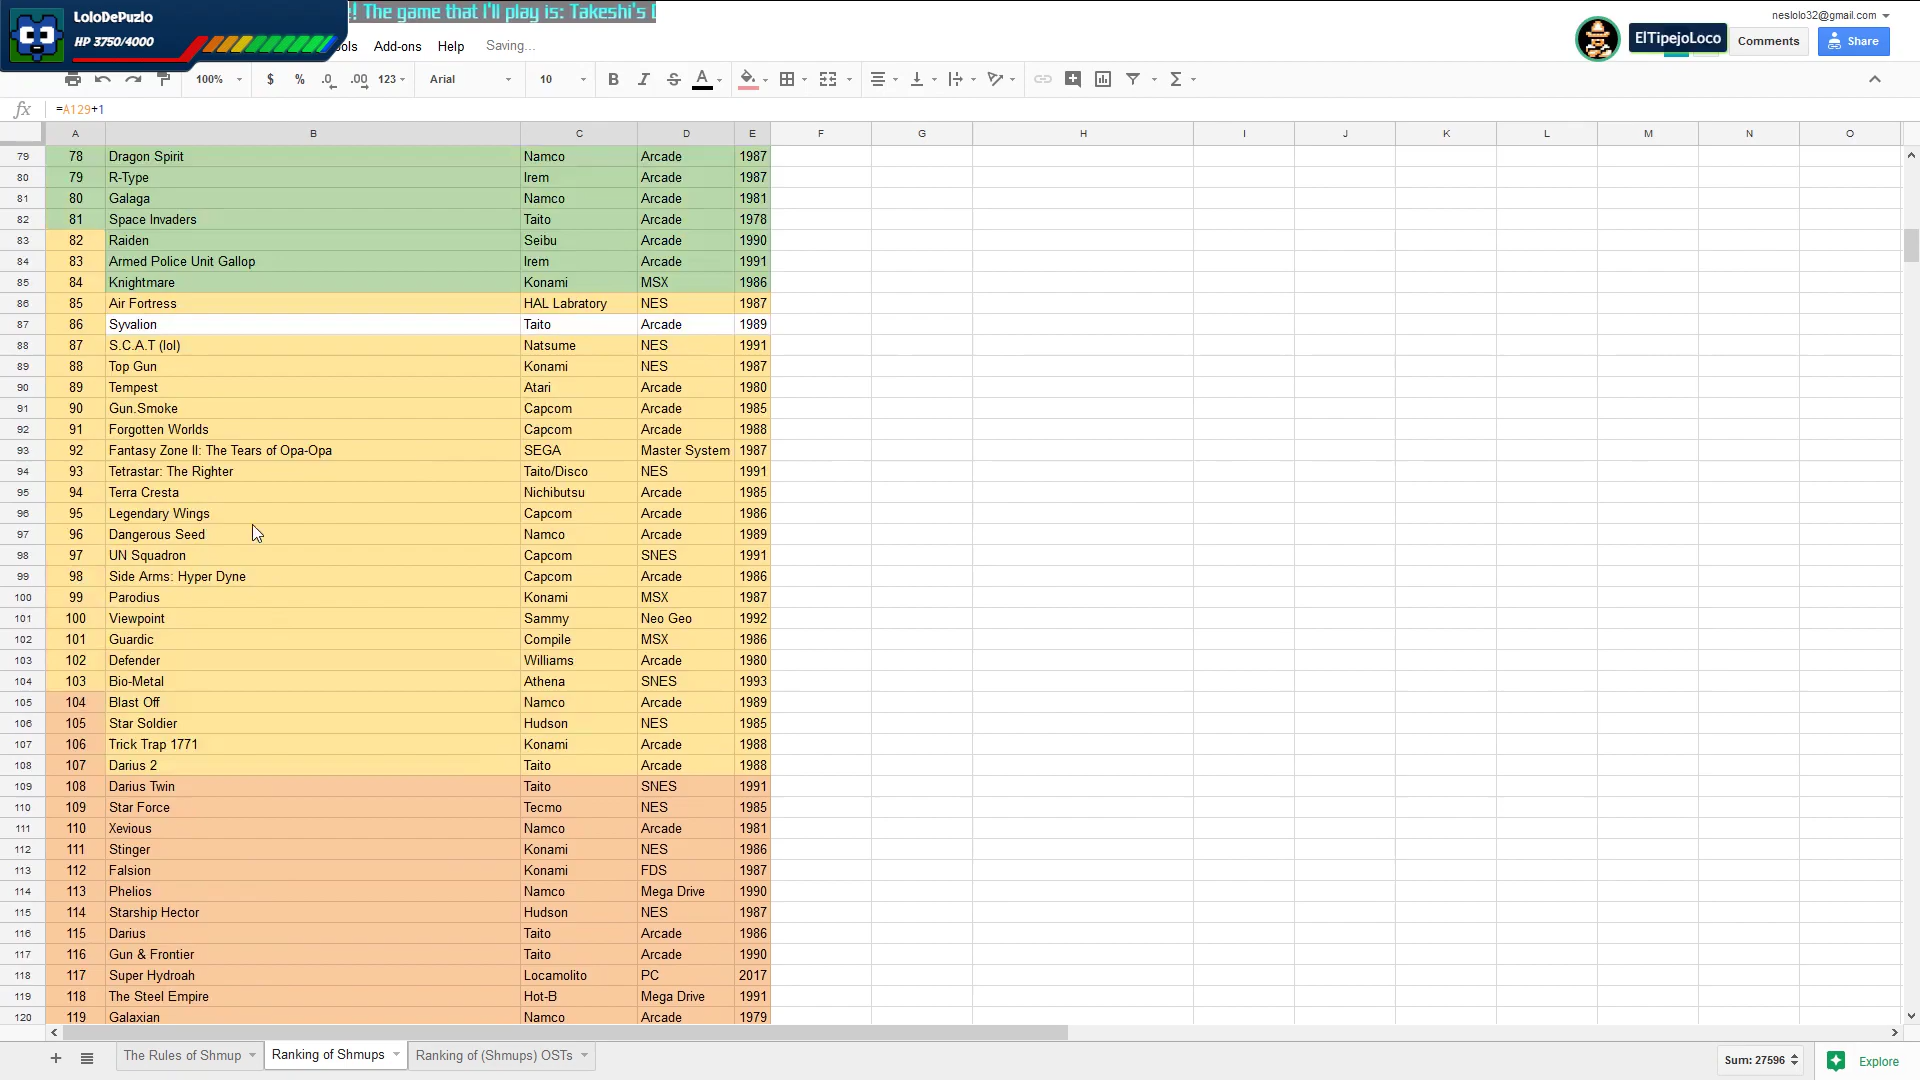 LoloDePuzlo
HP 3750/4000
! The game that I'll play is: Takeshi's
Add-ons Help Saving...
neslolo32@gmail.com
ElTipejoLoco
Comments Share
100% $ % .0 .00 123 Arial 10 B I S A Σ
fx =A129+1
A B C D E F G H I J K L M N O
79 78 Dragon Spirit Namco Arcade 1987
80 79 R-Type Irem Arcade 1987
81 80 Galaga Namco Arcade 1981
82 81 Space Invaders Taito Arcade 1978
83 82 Raiden Seibu Arcade 1990
84 83 Armed Police Unit Gallop Irem Arcade 1991
85 84 Knightmare Konami MSX 1986
86 85 Air Fortress HAL Labratory NES 1987
87 86 Syvalion Taito Arcade 1989
88 87 S.C.A.T (lol) Natsume NES 1991
89 88 Top Gun Konami NES 1987
90 89 Tempest Atari Arcade 1980
91 90 Gun.Smoke Capcom Arcade 1985
92 91 Forgotten Worlds Capcom Arcade 1988
93 92 Fantasy Zone II: The Tears of Opa-Opa SEGA Master System 1987
94 93 Tetrastar: The Righter Taito/Disco NES 1991
95 94 Terra Cresta Nichibutsu Arcade 1985
96 95 Legendary Wings Capcom Arcade 1986
97 96 Dangerous Seed Namco Arcade 1989
98 97 UN Squadron Capcom SNES 1991
99 98 Side Arms: Hyper Dyne Capcom Arcade 1986
100 99 Parodius Konami MSX 1987
101 100 Viewpoint Sammy Neo Geo 1992
102 101 Guardic Compile MSX 1986
103 102 Defender Williams Arcade 1980
104 103 Bio-Metal Athena SNES 1993
105 104 Blast Off Namco Arcade 1989
106 105 Star Soldier Hudson NES 1985
107 106 Trick Trap 1771 Konami Arcade 1988
108 107 Darius 2 Taito Arcade 1988
109 108 Darius Twin Taito SNES 1991
110 109 Star Force Tecmo NES 1985
111 110 Xevious Namco Arcade 1981
112 111 Stinger Konami NES 1986
113 112 Falsion Konami FDS 1987
114 113 Phelios Namco Mega Drive 1990
115 114 Starship Hector Hudson NES 1987
116 115 Darius Taito Arcade 1986
117 116 Gun & Frontier Taito Arcade 1990
118 117 Super Hydroah Locamolito PC 2017
119 118 The Steel Empire Hot-B Mega Drive 1991
120 119 Galaxian Namco Arcade 1979
The Rules of Shmup Ranking of Shmups Ranking of (Shmups) OSTs Sum: 27596 Explore